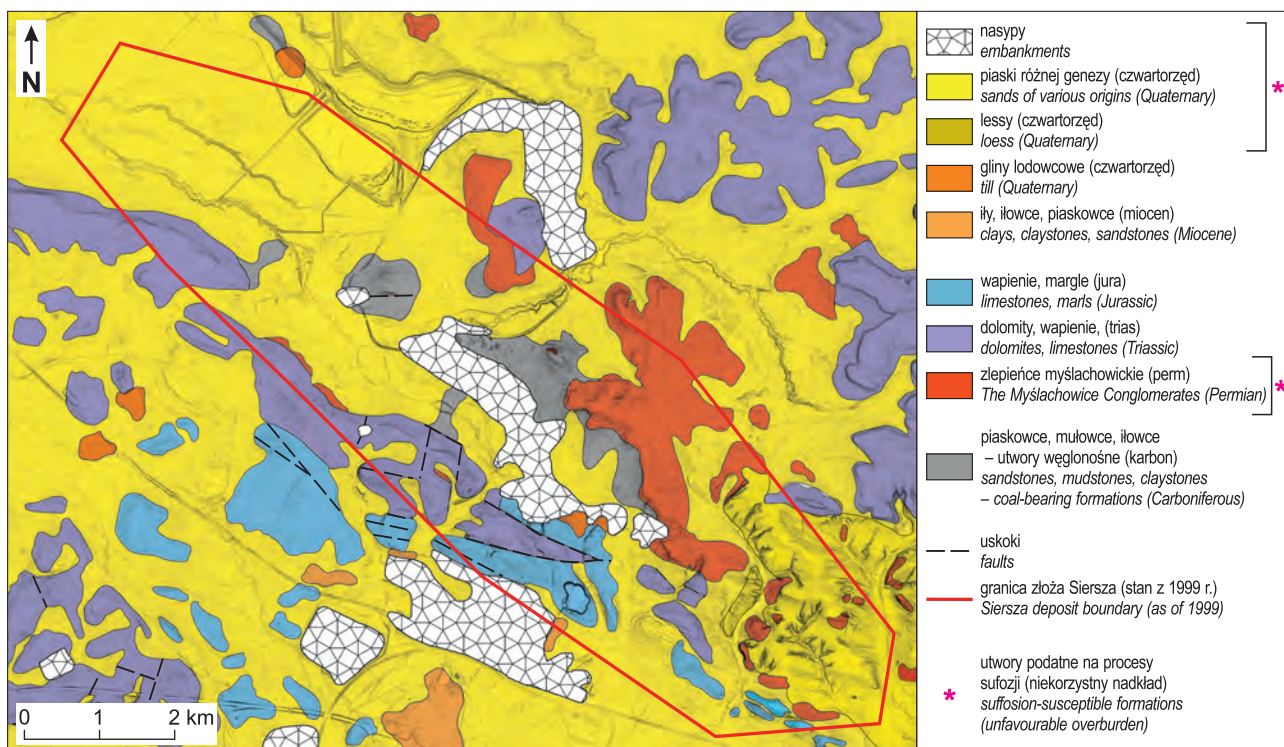 N
0 1 2 km
nasypy
embankments
piaski różnej genezy (czwartorzęd)
sands of various origins (Quaternary)
lessy (czwartorzęd)
loess (Quaternary)
*
gliny lodowcowe (czwartorzęd)
till (Quaternary)
iły, iłowce, piaskowce (miocen)
clays, claystones, sandstones (Miocene)
wapienie, margle (jura)
limestones, marls (Jurassic)
dolomity, wapienie, (trias)
dolomites, limestones (Triassic)
zlepieńce myślachowickie (perm)
The Myślachowice Conglomerates (Permian)
*
piaskowce, mułowce, iłowce
– utwory węglonośne (karbon)
sandstones, mudstones, claystones
– coal-bearing formations (Carboniferous)
uskoki
faults
granica złoża Siersza (stan z 1999 r.)
Siersza deposit boundary (as of 1999)
*
utwory podatne na procesy
sufozji (niekorzystny nadkład)
suffosion-susceptible formations
(unfavourable overburden)